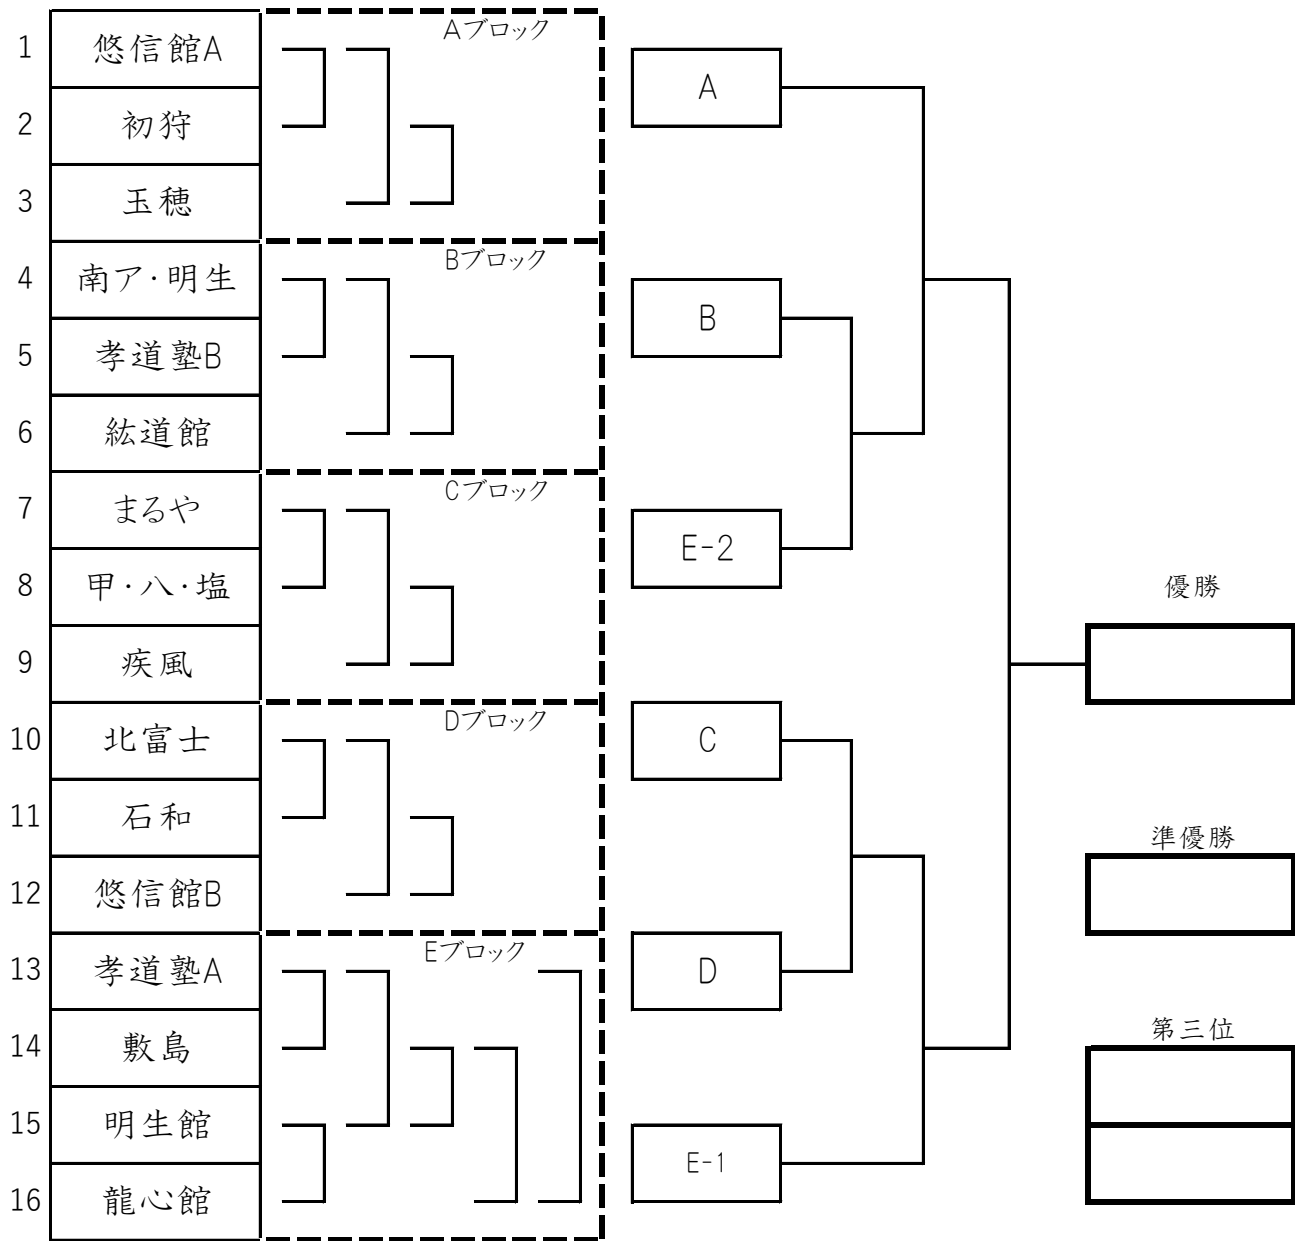 Aブロック
1 悠信館A
2 初狩
3 玉穂
A
Bブロック
4 南ア・明生
5 孝道塾B
6 紘道館
B
Cブロック
7 まるや
8 甲・八・塩
9 疾風
E-2
優勝
Dブロック
10 北富士
11 石和
12 悠信館B
C
準優勝
Eブロック
13 孝道塾A
14 敷島
15 明生館
16 龍心館
D
第三位
E-1